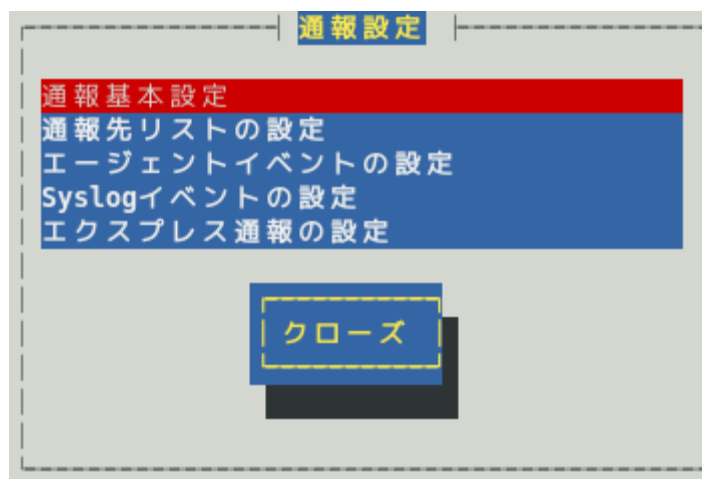 通報設定
通報基本設定
通報先リストの設定
エージェントイベントの設定
Syslogイベントの設定
エクスプレス通報の設定
クローズ